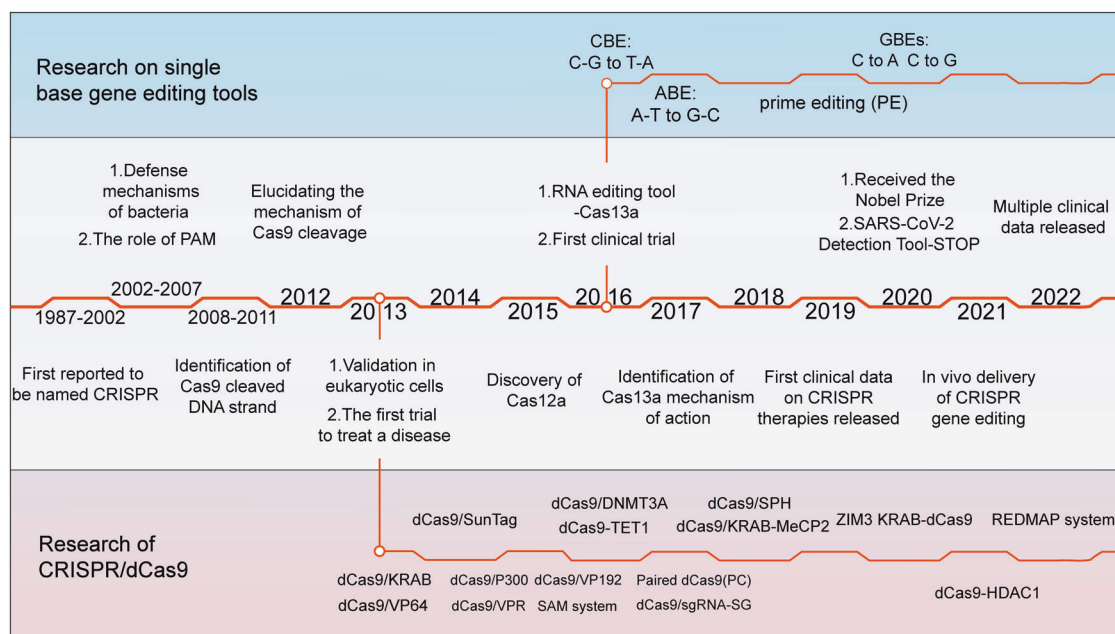 Research on single
base gene editing tools
CBE:
C-G to T-A
ABE:
A-T to G-C
prime editing (PE)
GBEs:
C to A C to G
1.Defense
mechanisms
of bacteria
2.The role of PAM
Elucidating the
mechanism of
Cas9 cleavage
1.RNA editing tool
-Cas13a
2.First clinical trial
1.Received the
Nobel Prize
2.SARS-CoV-2
Detection Tool-STOP
Multiple clinical
data released
1987-2002
2002-2007
2008-2011
2012
2013
2014
2015
2016
2017
2018
2019
2020
2021
2022
First reported to
be named CRISPR
Identification of
Cas9 cleaved
DNA strand
1.Validation in
eukaryotic cells
2.The first trial
to treat a disease
Discovery of
Cas12a
Identification of
Cas13a mechanism
of action
First clinical data
on CRISPR
therapies released
In vivo delivery
of CRISPR
gene editing
Research of
CRISPR/dCas9
dCas9/KRAB
dCas9/VP64
dCas9/SunTag
dCas9/P300
dCas9/VPR
dCas9/DNMT3A
dCas9-TET1
dCas9/VP192
SAM system
dCas9/SPH
dCas9/KRAB-MeCP2
Paired dCas9(PC)
dCas9/sgRNA-SG
ZIM3 KRAB-dCas9
dCas9-HDAC1
REDMAP system